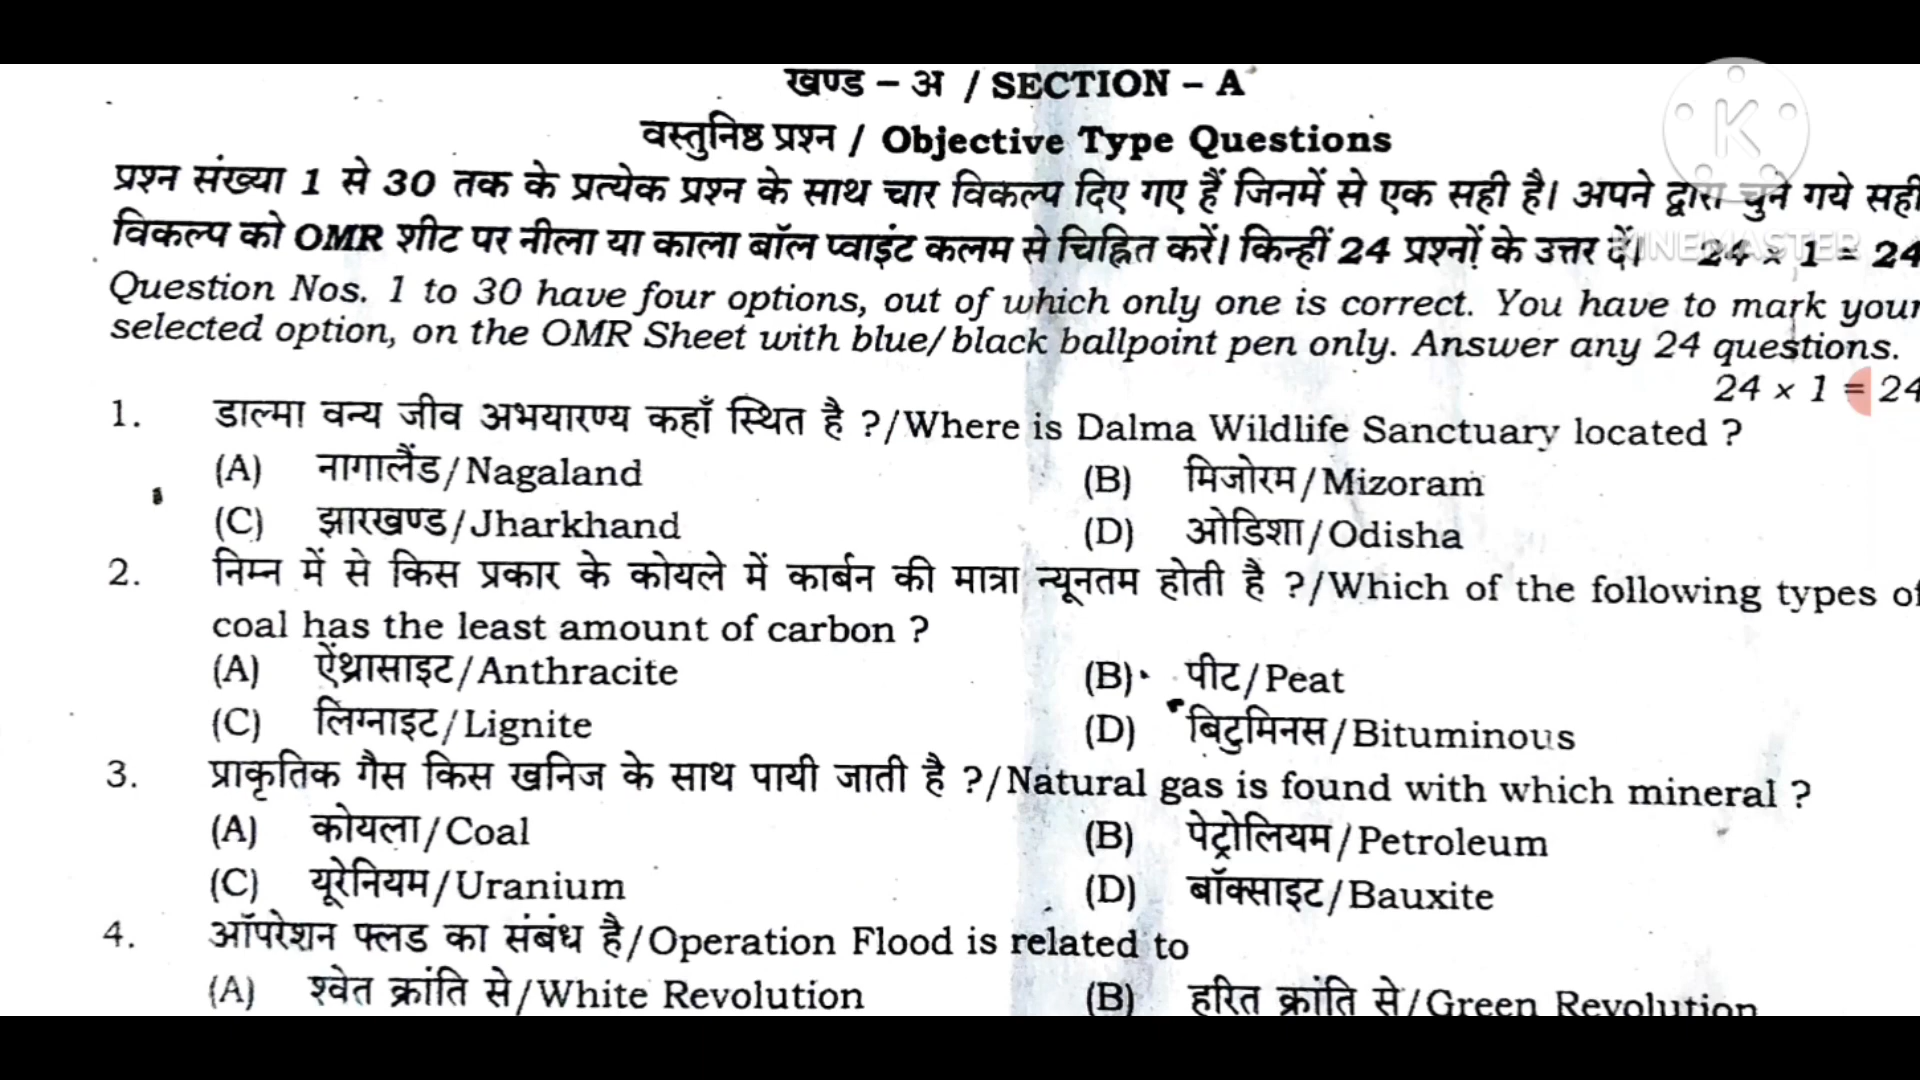 खण्ड – अ / SECTION – A
वस्तुनिष्ठ प्रश्न / Objective Type Questions
प्रश्न संख्या 1 से 30 तक के प्रत्येक प्रश्न के साथ चार विकल्प दिए गए हैं जिनमें से एक सही है। अपने द्वारा चुने गये सही
विकल्प को OMR शीट पर नीला या काला बॉल प्वाइंट कलम से चिह्नित करें। किन्हीं 24 प्रश्नों के उत्तर दें। 24 × 1 = 24
Question Nos. 1 to 30 have four options, out of which only one is correct. You have to mark your
selected option, on the OMR Sheet with blue/black ballpoint pen only. Answer any 24 questions.
24 × 1 = 24
1. डाल्मा वन्य जीव अभयारण्य कहाँ स्थित है ?/Where is Dalma Wildlife Sanctuary located ?
(A) नागालैंड/Nagaland (B) मिजोरम/Mizoram
(C) झारखण्ड/Jharkhand (D) ओडिशा/Odisha
2. निम्न में से किस प्रकार के कोयले में कार्बन की मात्रा न्यूनतम होती है ?/Which of the following types of
coal has the least amount of carbon ?
(A) ऐंथ्रासाइट/Anthracite (B) पीट/Peat
(C) लिग्नाइट/Lignite (D) बिटुमिनस/Bituminous
3. प्राकृतिक गैस किस खनिज के साथ पायी जाती है ?/Natural gas is found with which mineral ?
(A) कोयला/Coal (B) पेट्रोलियम/Petroleum
(C) यूरेनियम/Uranium (D) बॉक्साइट/Bauxite
4. ऑपरेशन फ्लड का संबंध है/Operation Flood is related to
(A) श्वेत क्रांति से/White Revolution (B) हरित क्रांति से/Green Revolution
K
KINEMASTER